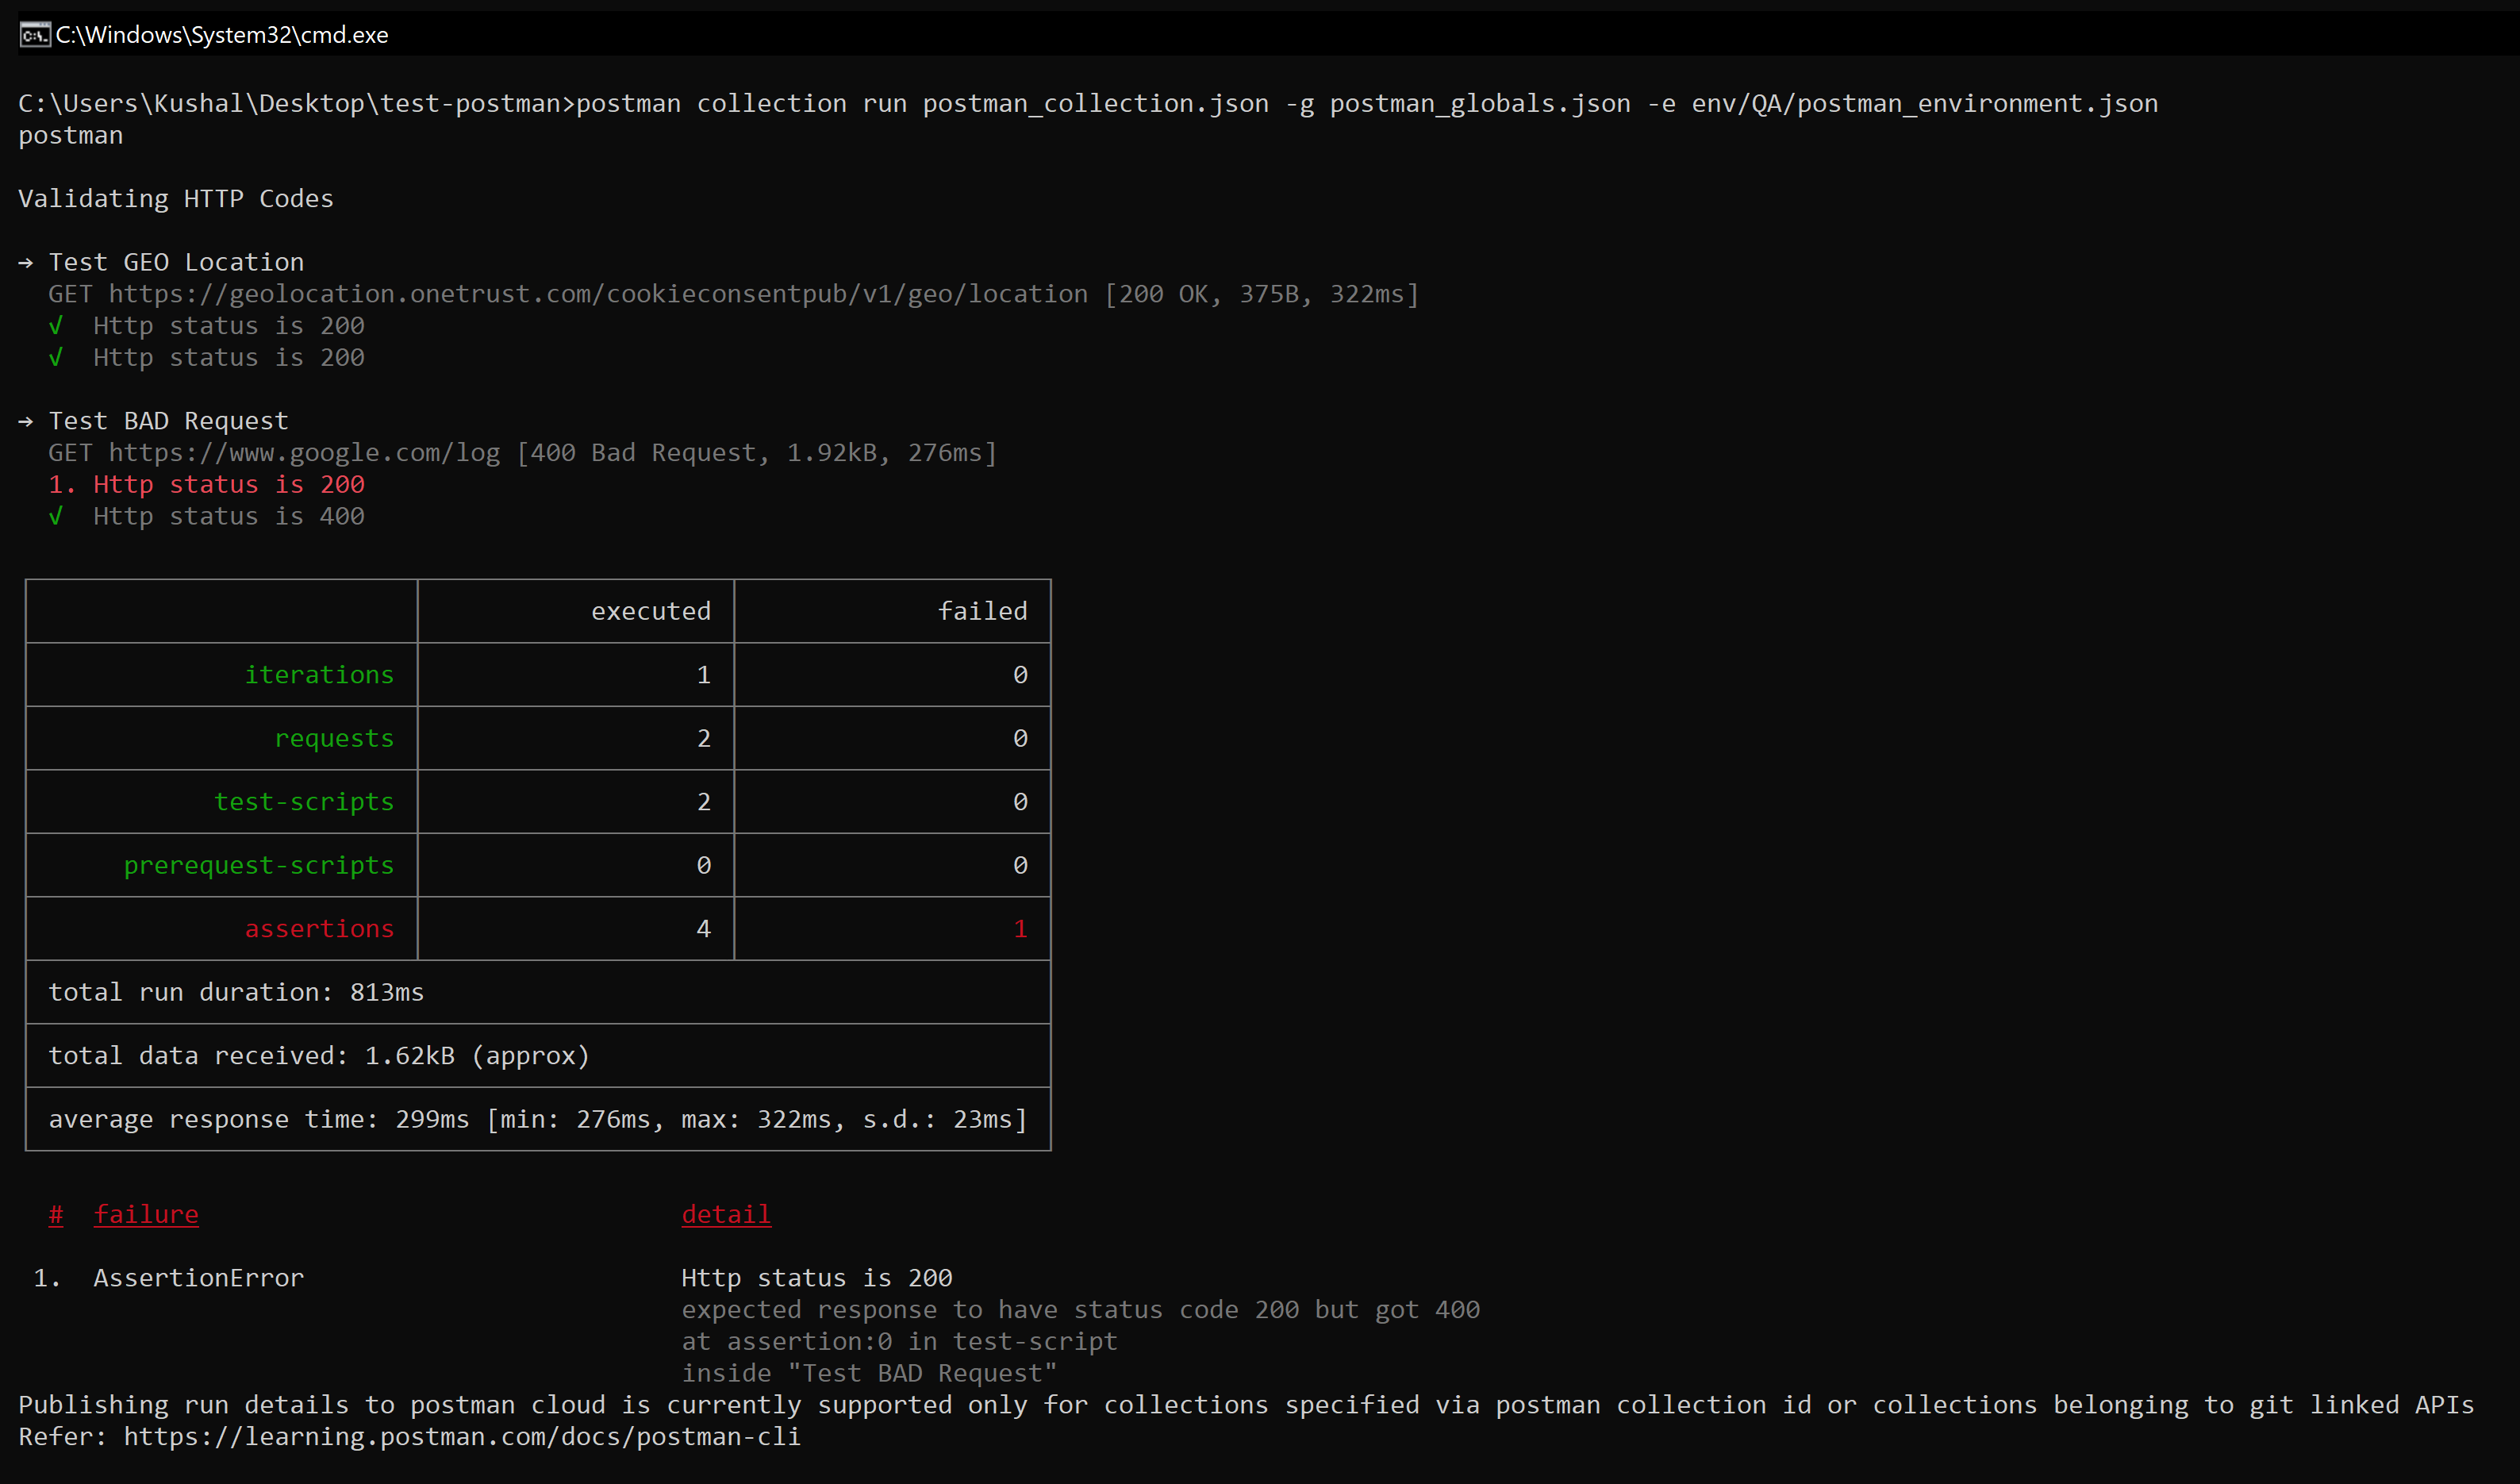 C:\Windows\System32\cmd.exe
C:\Users\Kushal\Desktop\test-postman>postman collection run postman_collection.json -g postman_globals.json -e env/QA/postman_environment.json
postman
Validating HTTP Codes
→ Test GEO Location
GET https://geolocation.onetrust.com/cookieconsentpub/v1/geo/location [200 OK, 375B, 322ms]
√ Http status is 200
√ Http status is 200
→ Test BAD Request
GET https://www.google.com/log [400 Bad Request, 1.92kB, 276ms]
1. Http status is 200
√ Http status is 400
executed failed
iterations 1 0
requests 2 0
test-scripts 2 0
prerequest-scripts 0 0
assertions 4 1
total run duration: 813ms
total data received: 1.62kB (approx)
average response time: 299ms [min: 276ms, max: 322ms, s.d.: 23ms]
# failure detail
1. AssertionError Http status is 200
expected response to have status code 200 but got 400
at assertion:0 in test-script
inside "Test BAD Request"
Publishing run details to postman cloud is currently supported only for collections specified via postman collection id or collections belonging to git linked APIs
Refer: https://learning.postman.com/docs/postman-cli